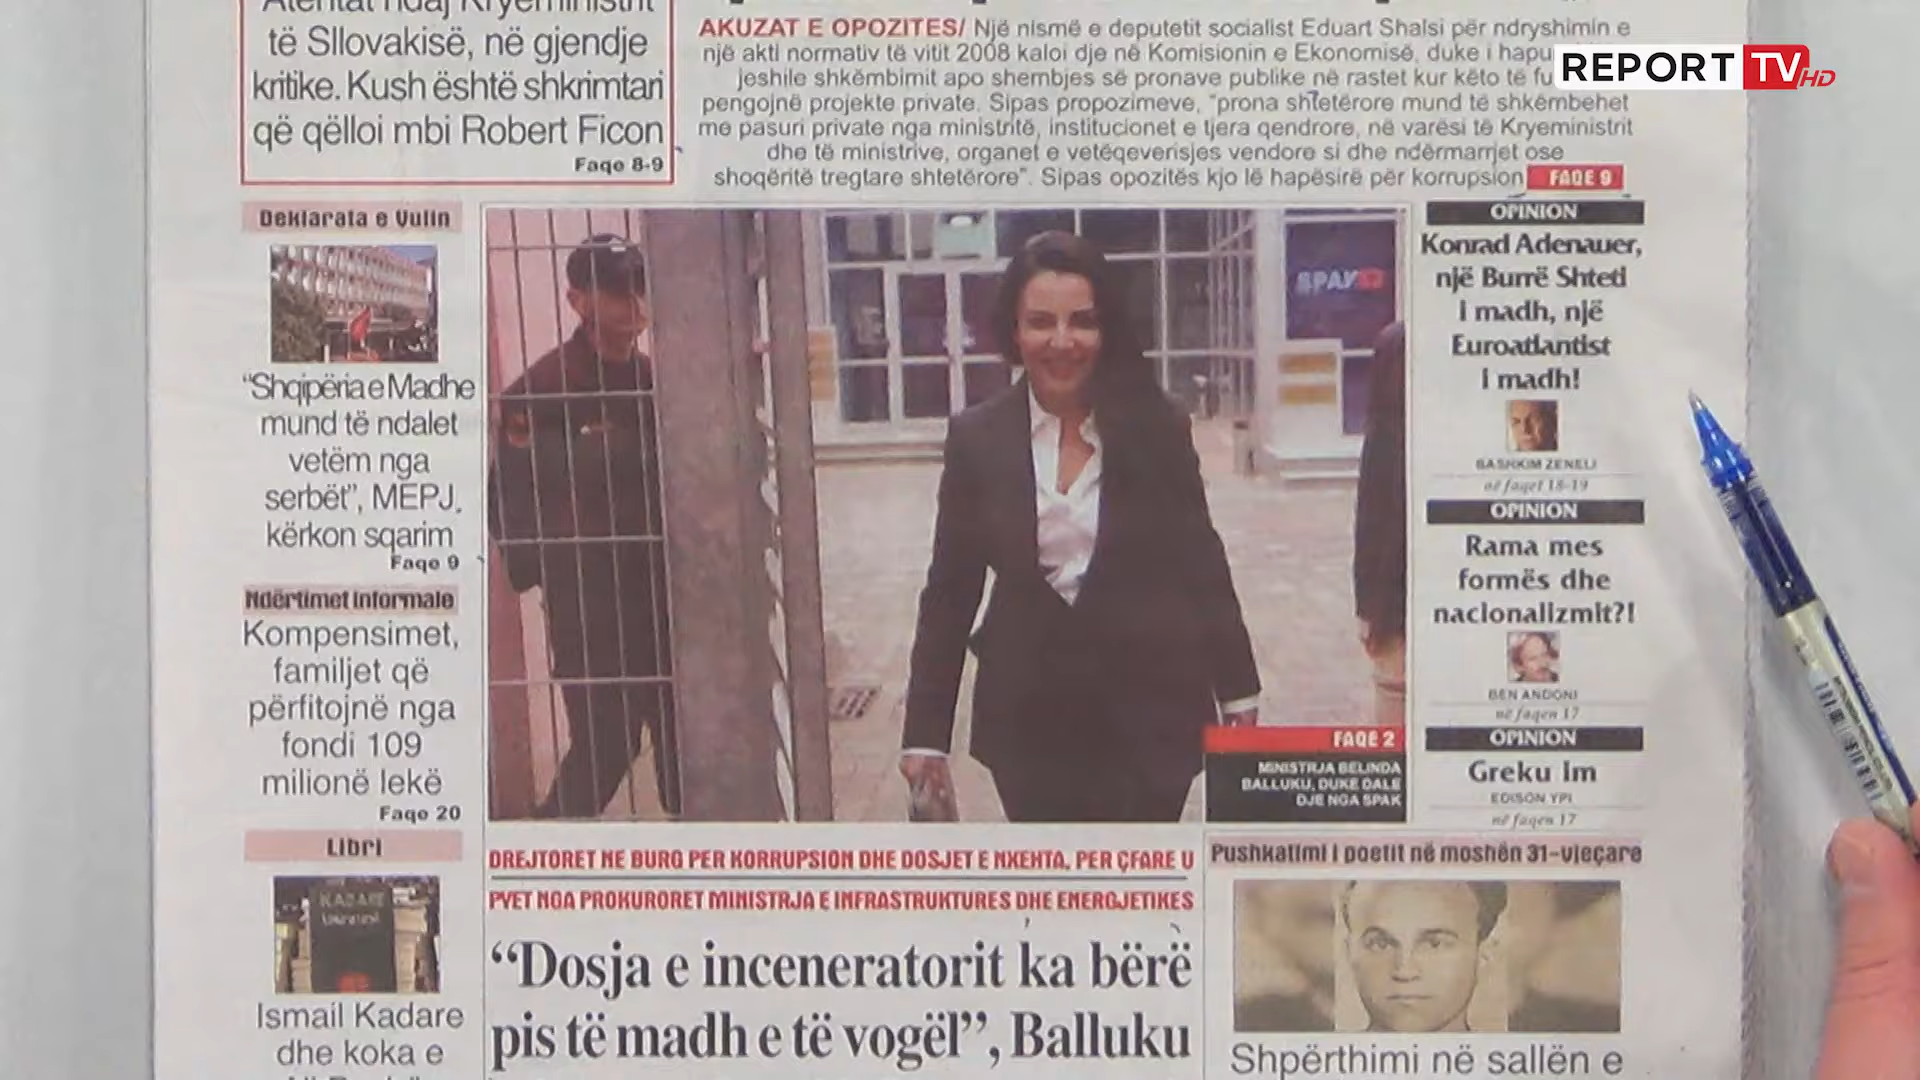 Atentat ndaj Kryeministrit
të Sllovakisë, në gjendje
kritike. Kush është shkrimtari
që qëlloi mbi Robert Ficon
Faqe 8-9
AKUZAT E OPOZITES/ Një nismë e deputetit socialist Eduart Shalsi për ndryshimin e
një akti normativ të vitit 2008 kaloi dje në Komisionin e Ekonomisë, duke i hapu
jeshile shkëmbimit apo shembjes së pronave publike në rastet kur këto të fu
pengojnë projekte private. Sipas propozimeve, "prona shtetërore mund të shkëmbehet
me pasuri private nga ministritë, institucionet e tjera qendrore, në varësi të Kryeministrit
dhe të ministrive, organet e vetëqeverisjes vendore si dhe ndërmarrjet ose
shoqëritë tregtare shtetërore". Sipas opozitës kjo lë hapësirë për korrupsion FAQE 9
REPORT TV HD
Deklarata e Vulin
"Shqipëria e Madhe
mund të ndalet
vetëm nga
serbët", MEPJ,
kërkon sqarim
Faqe 9
Ndërtimet informale
Kompensimet,
familjet që
përfitojnë nga
fondi 109
milionë lekë
Faqe 20
Libri
KADARE
Ismail Kadare
dhe koka e
SPAK
FAQE 2
MINISTRJA BELINDA
BALLUKU, DUKE DALE
DJE NGA SPAK
DREJTORET NE BURG PER KORRUPSION DHE DOSJET E NXEHTA, PER ÇFARE U
PYET NGA PROKURORET MINISTRJA E INFRASTRUKTURES DHE ENERGJETIKES
"Dosja e inceneratorit ka bërë
pis të madh e të vogël", Balluku
OPINION
Konrad Adenauer,
një Burrë Shteti
i madh, një
Euroatlantist
i madh!
BASHKIM ZENELI
në faqet 18-19
OPINION
Rama mes
formës dhe
nacionalizmit?!
BEN ANDONI
në faqen 17
OPINION
Greku im
EDISON YPI
në faqen 17
Pushkatimi i poetit në moshën 31-vjeçare
Shpërthimi në sallën e